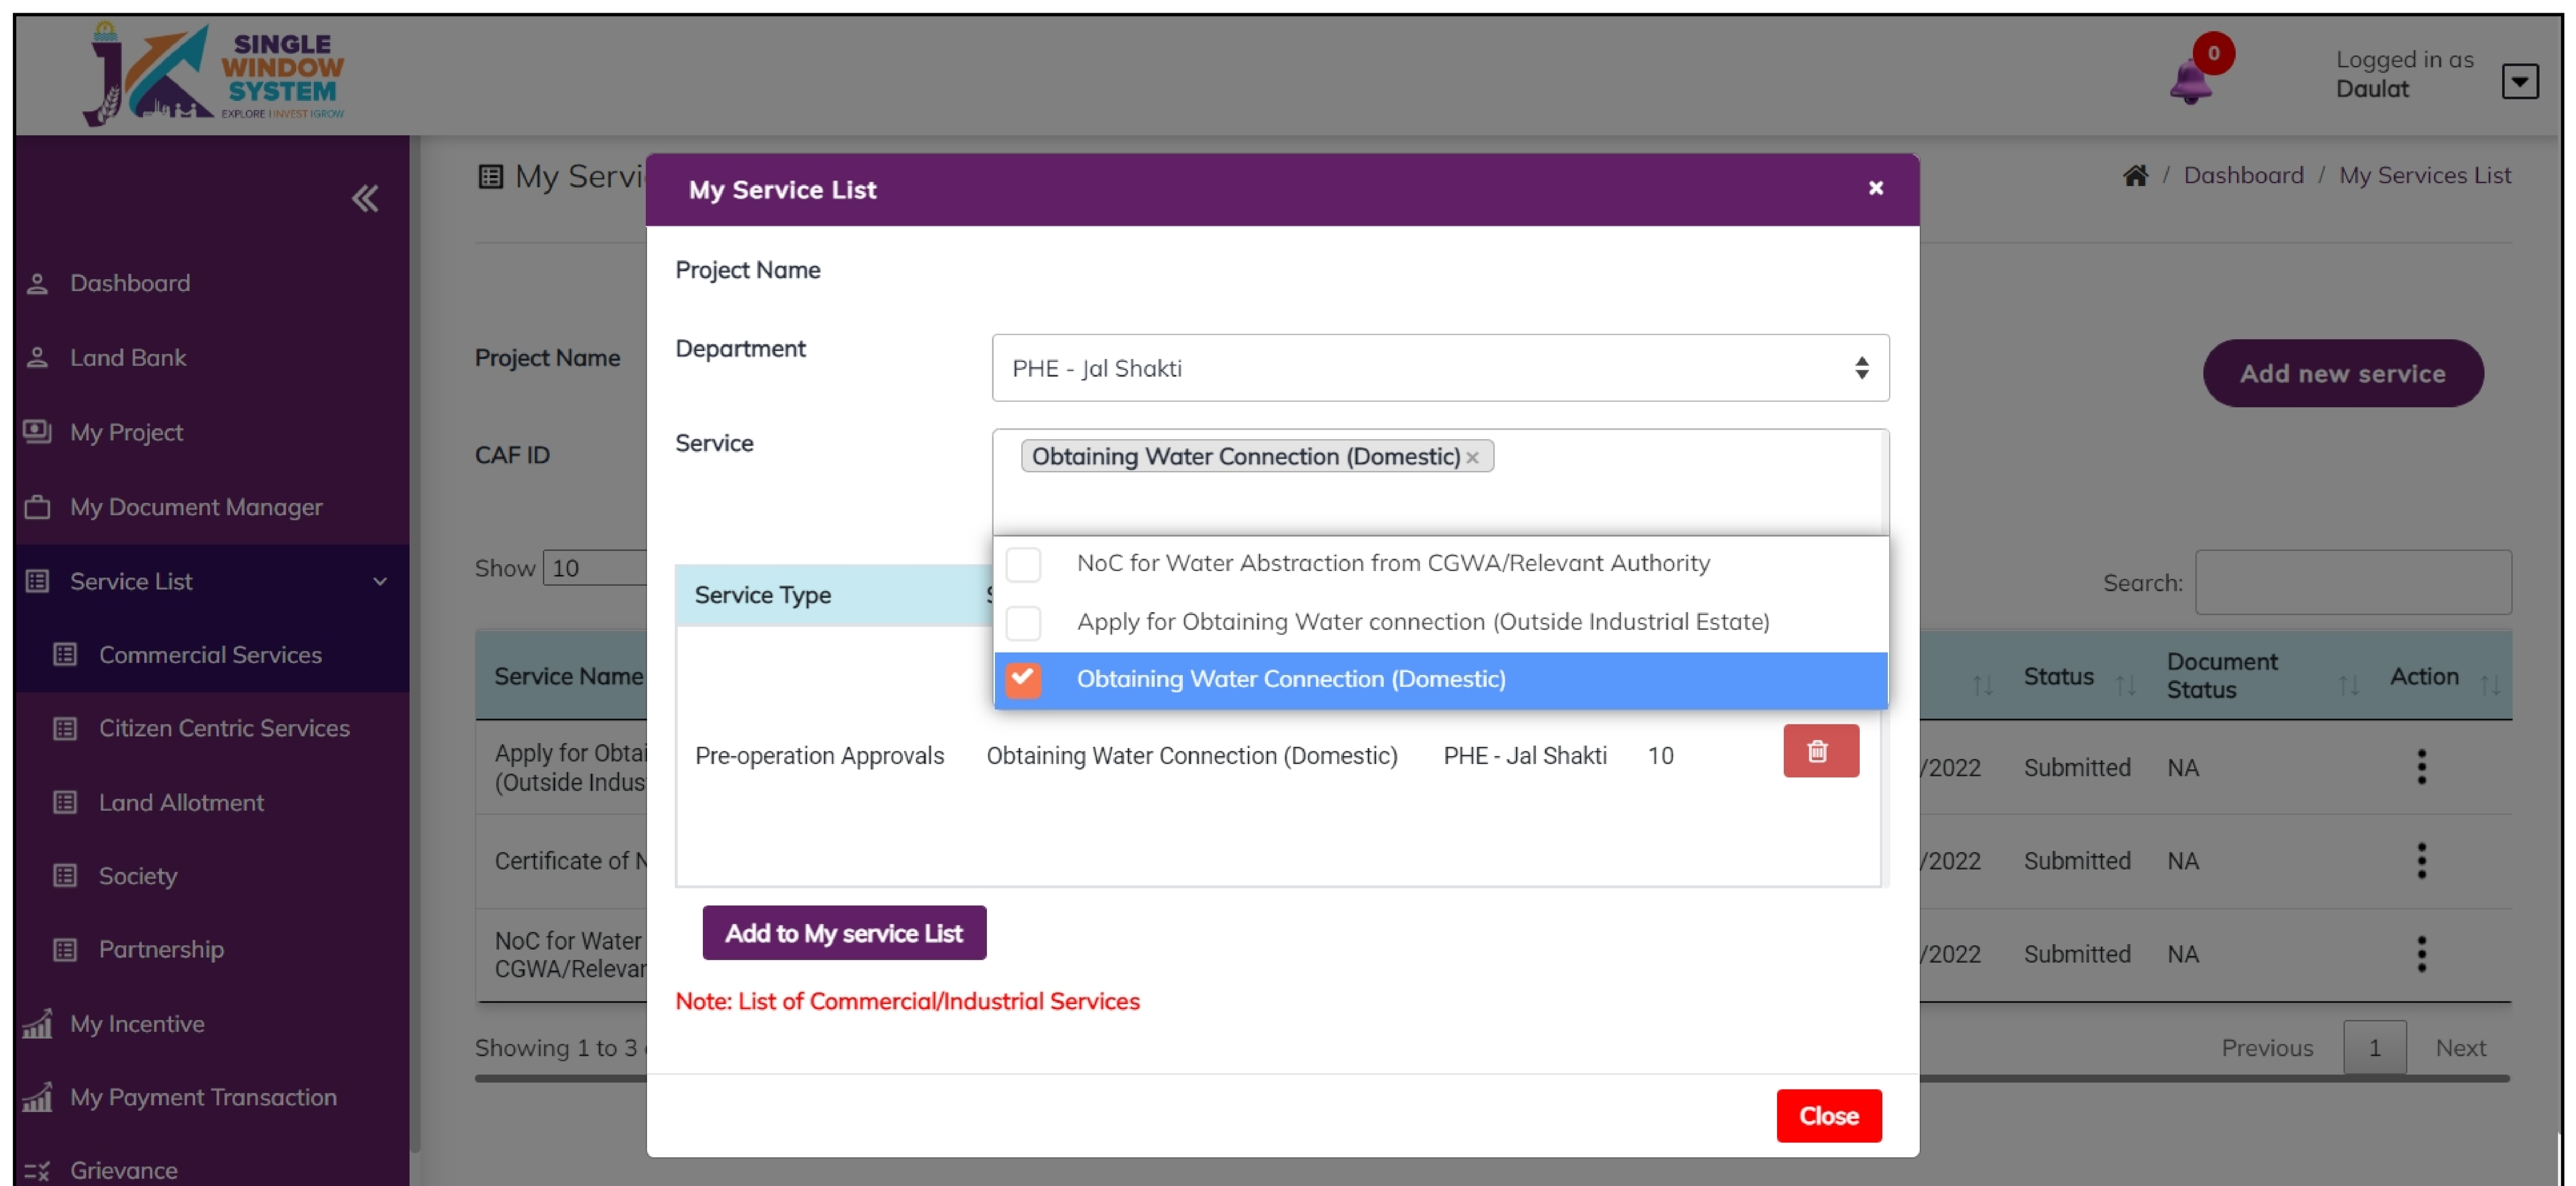 SINGLE
WINDOW
SYSTEM
EXPLORE | INVEST | GROW
0
Logged in as
Daulat
Dashboard
Land Bank
My Project
My Document Manager
Service List
Commercial Services
Citizen Centric Services
Land Allotment
Society
Partnership
My Incentive
My Payment Transaction
Grievance
My Servi
/ Dashboard / My Services List
Project Name
Add new service
CAF ID
Show 10
Search:
Service Name
Status
Document
Status
Action
Apply for Obtai
(Outside Indus
/2022 Submitted NA
Certificate of N
/2022 Submitted NA
NoC for Water
CGWA/Relevar
/2022 Submitted NA
Showing 1 to 3
Previous 1 Next
My Service List ×
Project Name
Department
PHE - Jal Shakti
Service
Obtaining Water Connection (Domestic) ×
NoC for Water Abstraction from CGWA/Relevant Authority
Apply for Obtaining Water connection (Outside Industrial Estate)
Obtaining Water Connection (Domestic)
Service Type
Pre-operation Approvals Obtaining Water Connection (Domestic) PHE - Jal Shakti 10
Add to My service List
Note: List of Commercial/Industrial Services
Close